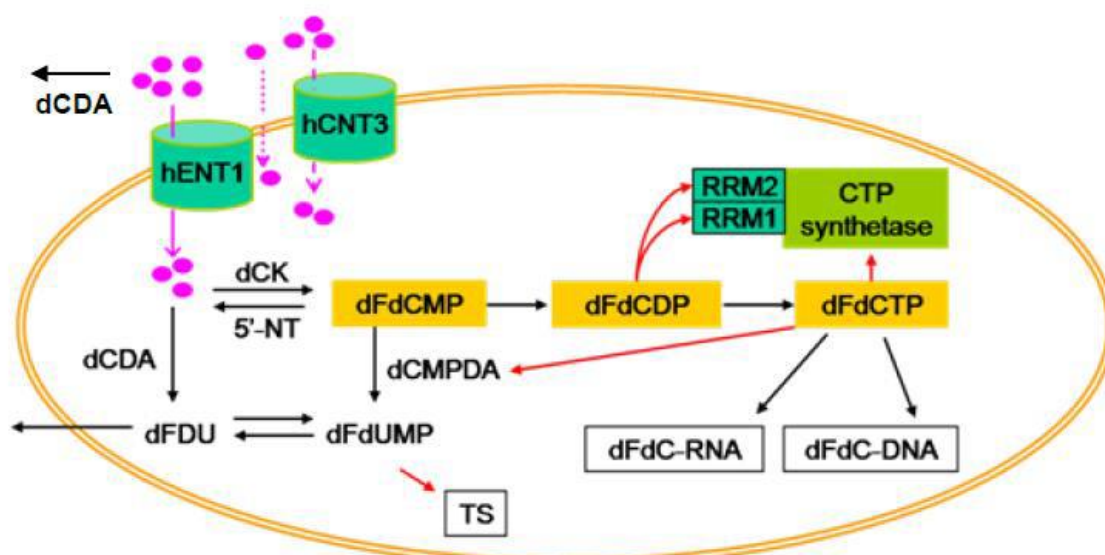 dCDA
hENT1
hCNT3
RRM2
RRM1
CTP
synthetase
dCK
5'-NT
dFdCMP
dFdCDP
dFdCTP
dCDA
dCMPDA
dFDU
dFdUMP
dFdC-RNA
dFdC-DNA
TS